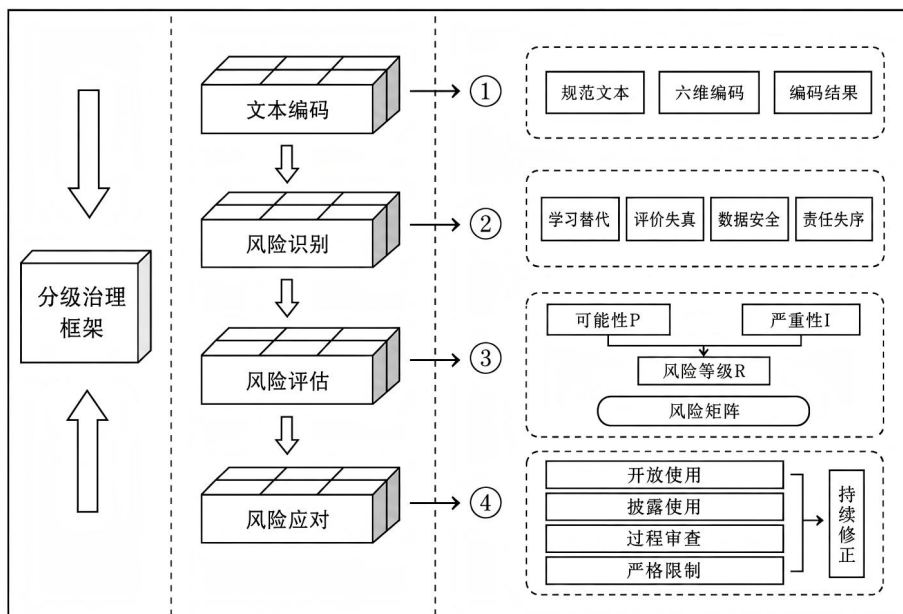 分级治理
框架
文本编码
风险识别
风险评估
风险应对
①
规范文本
六维编码
编码结果
②
学习替代
评价失真
数据安全
责任失序
③
可能性P
严重性I
风险等级R
风险矩阵
④
开放使用
披露使用
过程审查
严格限制
持续修正